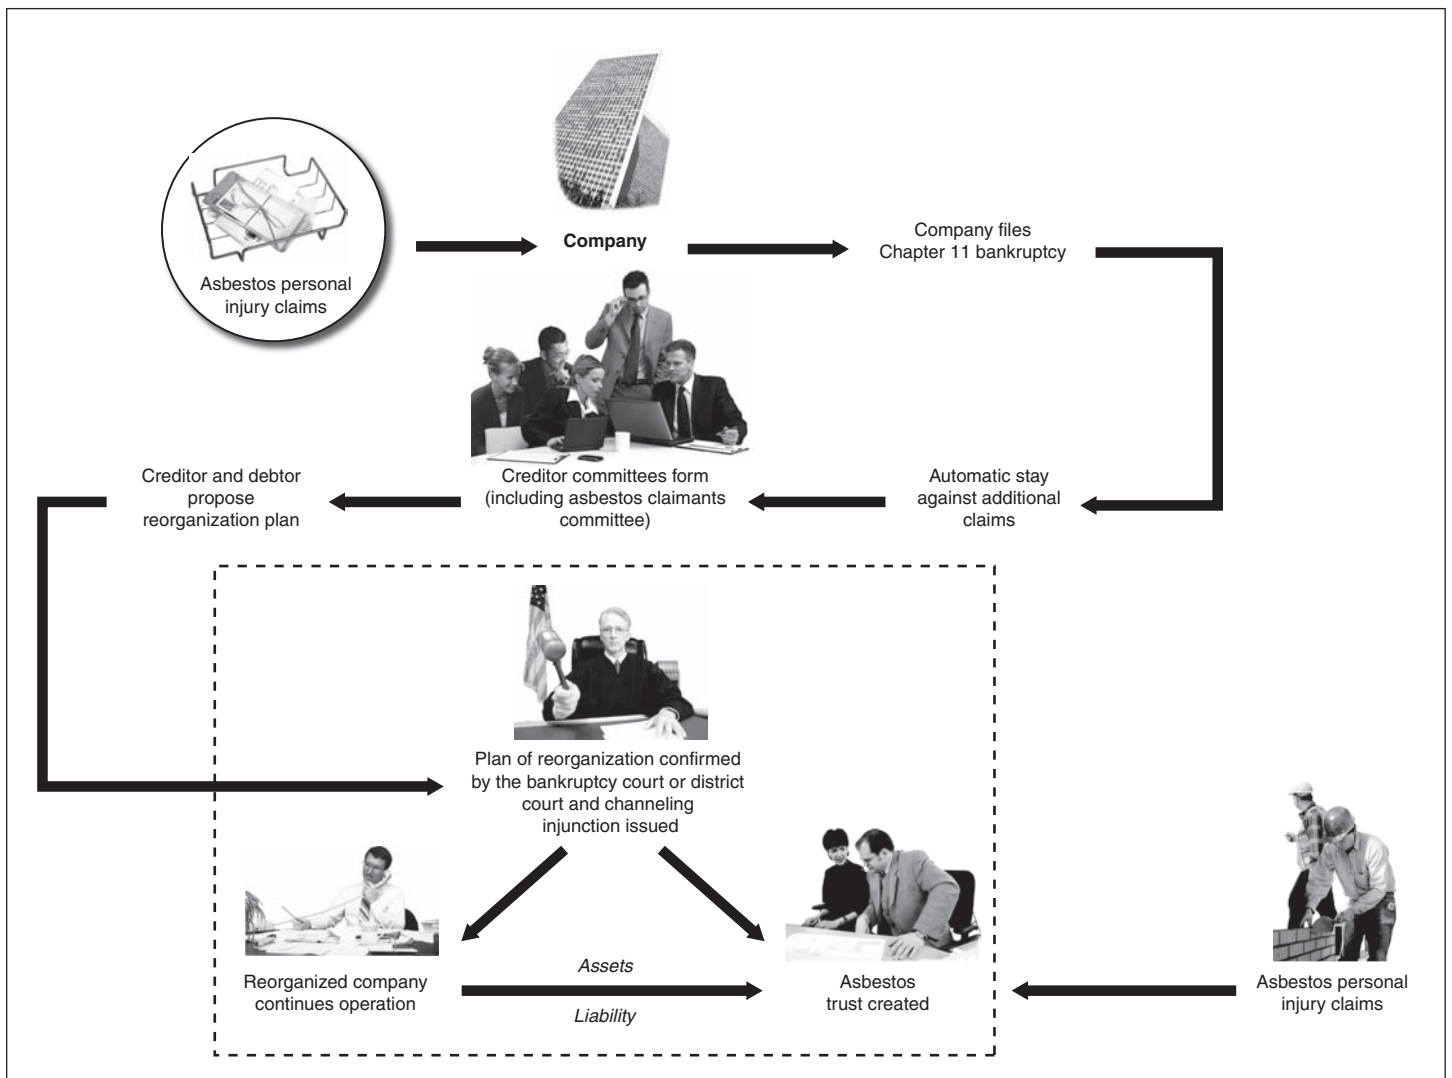 Asbestos personal
injury claims
Company
Company files
Chapter 11 bankruptcy
Creditor and debtor
propose
reorganization plan
Creditor committees form
(including asbestos claimants
committee)
Automatic stay
against additional
claims
Plan of reorganization confirmed
by the bankruptcy court or district
court and channeling
injunction issued
Reorganized company
continues operation
Assets
Liability
Asbestos
trust created
Asbestos personal
injury claims